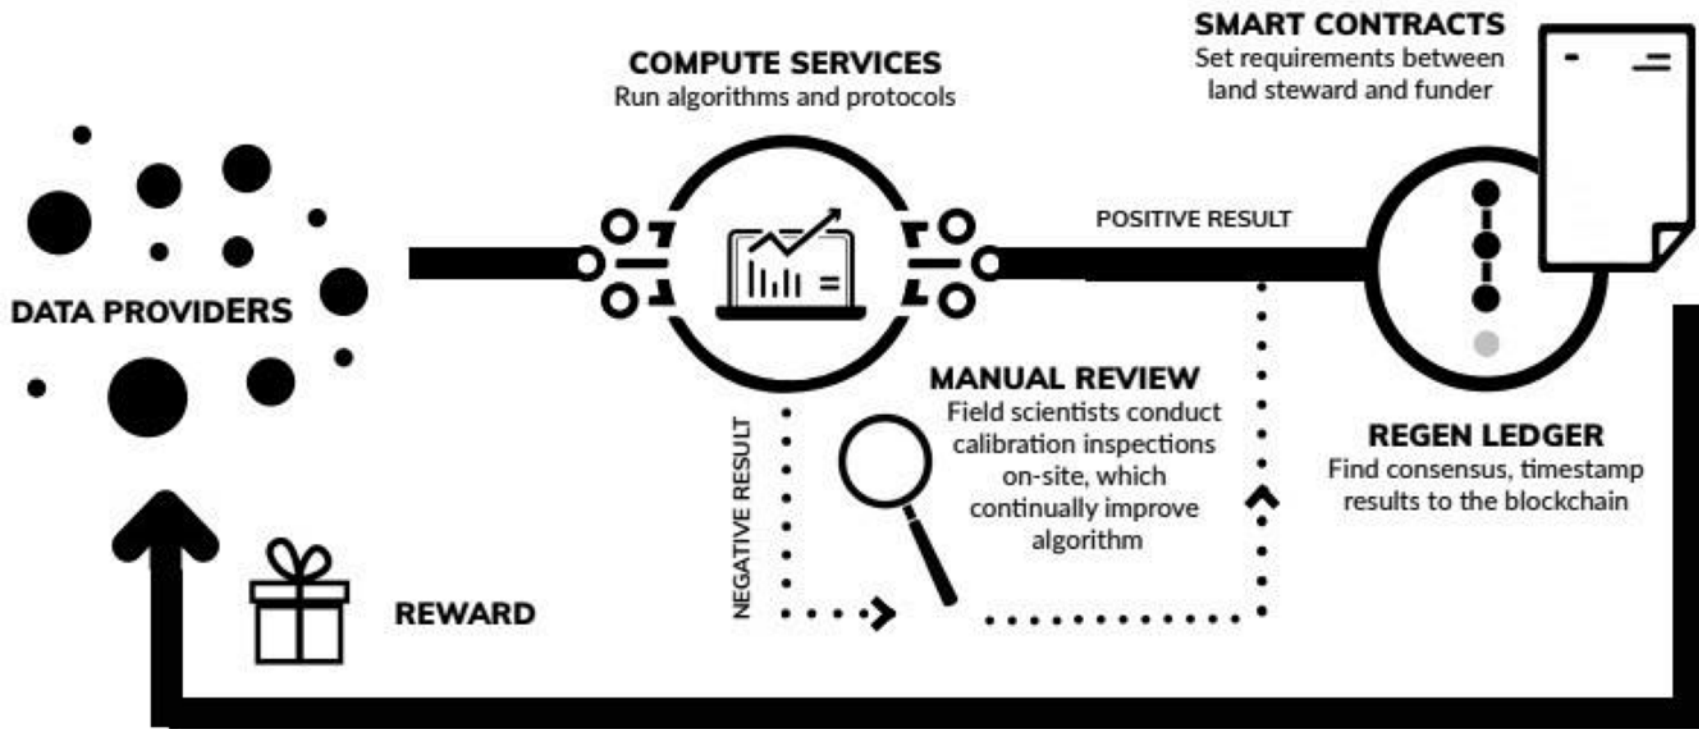 SMART CONTRACTS
Set requirements between
land steward and funder
COMPUTE SERVICES
Run algorithms and protocols
POSITIVE RESULT
DATA PROVIDERS
MANUAL REVIEW
Field scientists conduct
calibration inspections
on-site, which
continually improve
algorithm
NEGATIVE RESULT
REGEN LEDGER
Find consensus, timestamp
results to the blockchain
REWARD